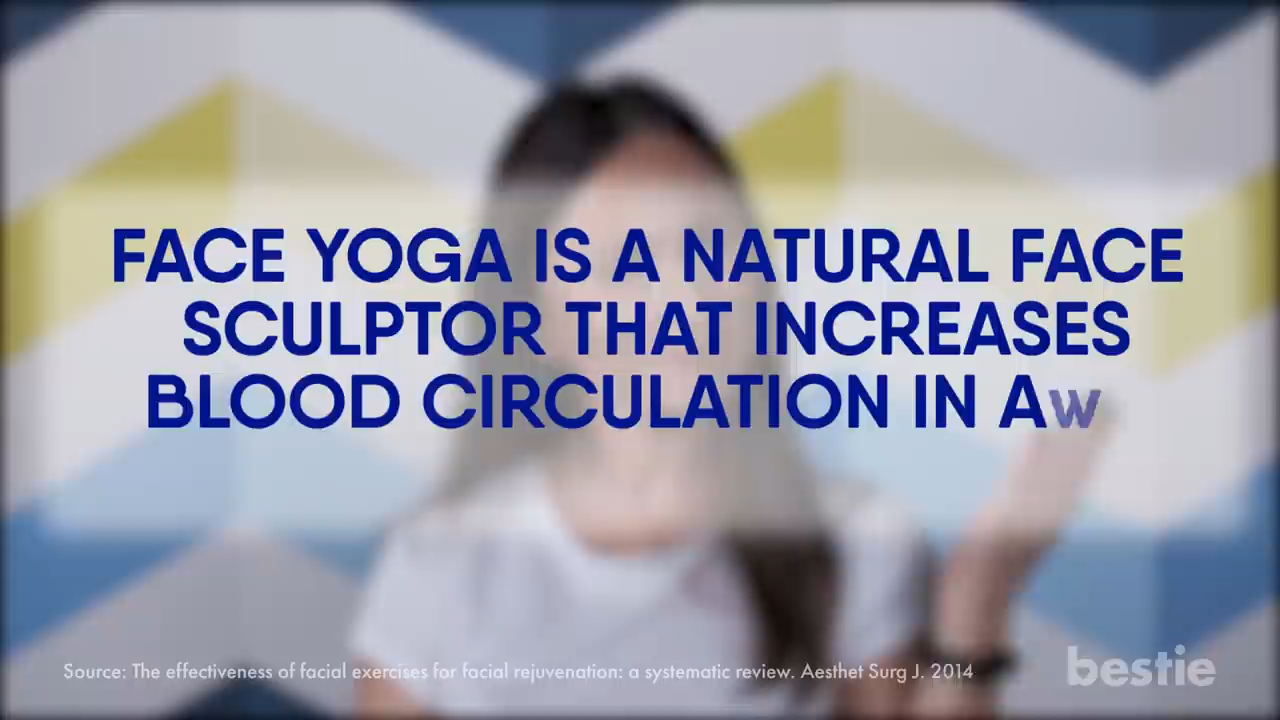 FACE YOGA IS A NATURAL FACE
SCULPTOR THAT INCREASES
BLOOD CIRCULATION IN AW
Source: The effectiveness of facial exercises for facial rejuvenation: a systematic review. Aesthet Surg J. 2014
bestie